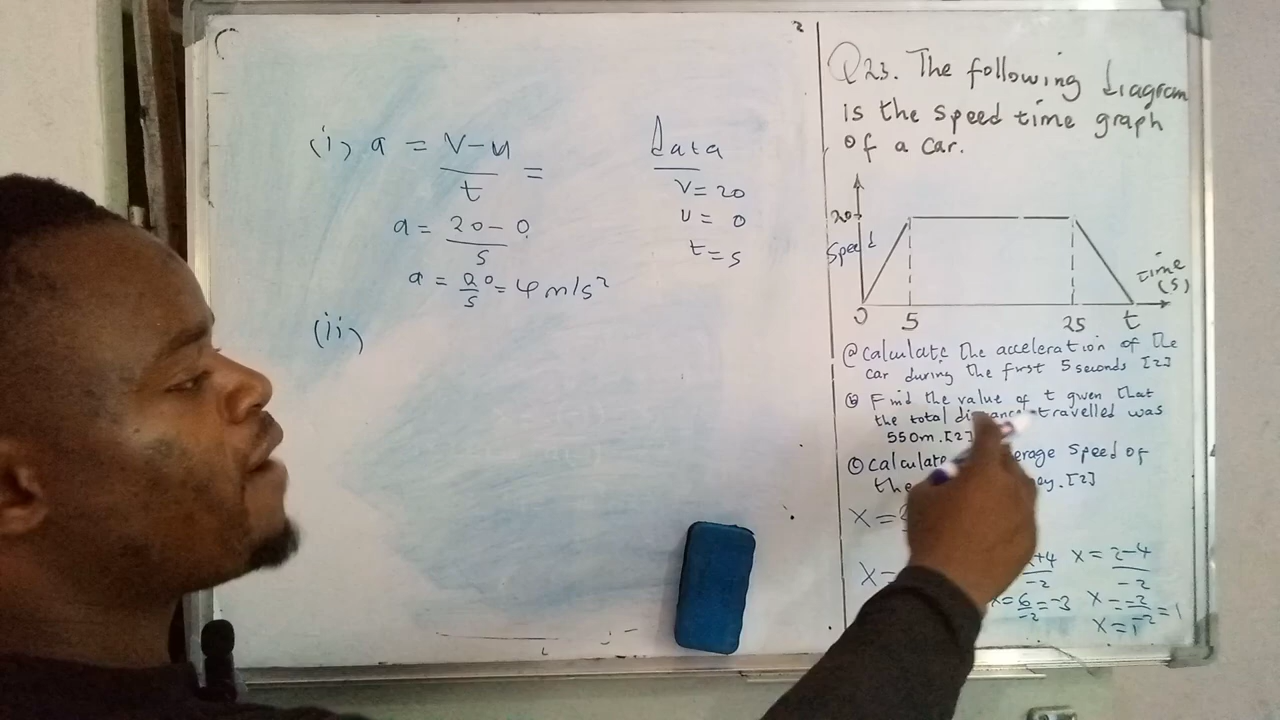 (i) a = V-u
t
=
a = 20-0
5
a = 20
5
= 4m/s²
(ii)
Data
V= 20
u= 0
t= 5
Q23. The following diagram
is the speed time graph
of a car.
20
Speed
time
(s)
0 5 25 t
(a) Calculate the acceleration of the
car during the first 5 seconds [2]
(b) Find the value of t given that
the total distance travelled was
550m.[2]
(c) Calculate erage speed of
the ey.[2]
X =
X
+4
-2
X = 2-4
-2
X=6
-2
=-3
X = -2
-2
=1
X=1